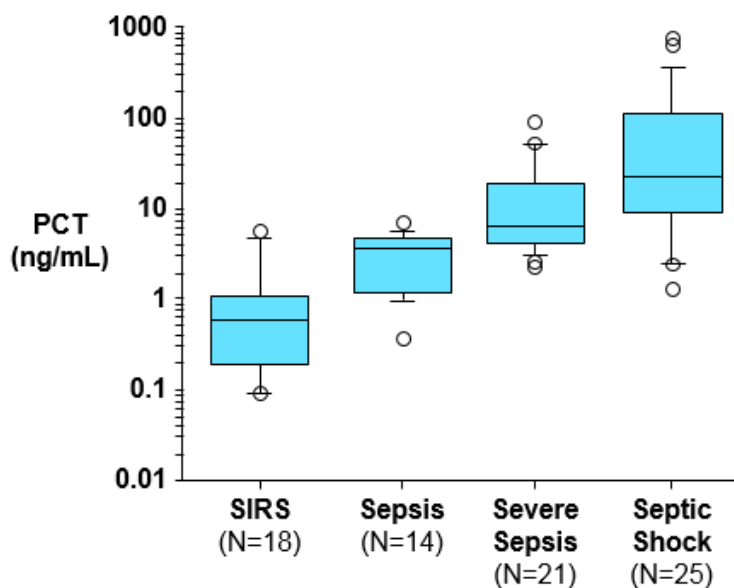 1000
100
10
1
0.1
0.01
PCT
(ng/mL)
SIRS
(N=18)
Sepsis
(N=14)
Severe
Sepsis
(N=21)
Septic
Shock
(N=25)